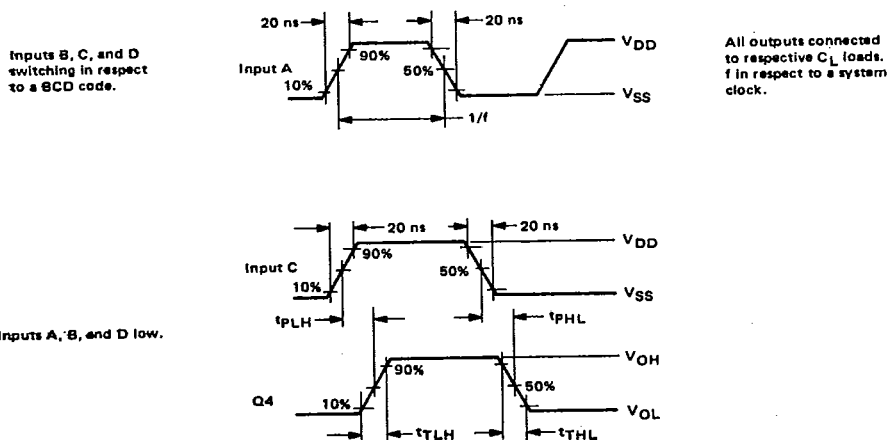 20 ns
20 ns
Inputs B, C, and D
switching in respect
to a BCD code.
Input A
90%
50%
10%
VDD
VSS
1/f
All outputs connected
to respective CL loads.
f in respect to a system
clock.
20 ns
20 ns
VDD
Input C
90%
50%
10%
VSS
tPLH
tPHL
Inputs A, B, and D low.
VOH
90%
50%
Q4
10%
VOL
tTLH
tTHL